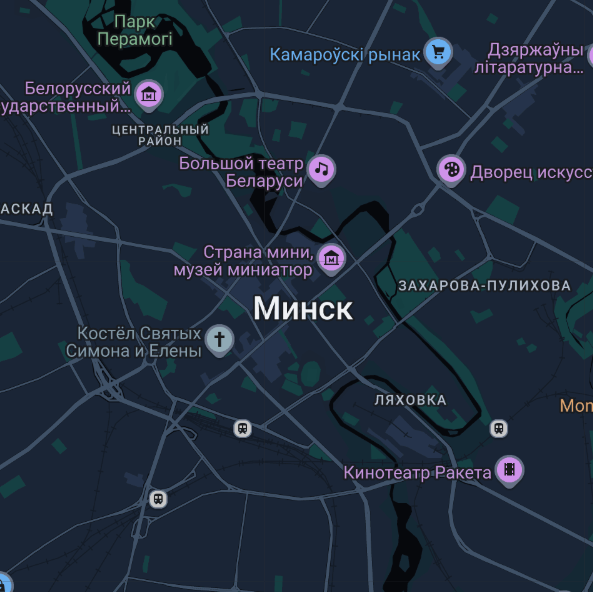 Парк
Перамогі
Камароўскі рынак
Дзяржаўны
літаратурна...
Белорусский
ударственный...
ЦЕНТРАЛЬНЫЙ
РАЙОН
Большой театр
Беларуси
Дворец искусс
АСКАД
Страна мини,
музей миниатюр
ЗАХАРОВА-ПУЛИХОВА
Минск
Костёл Святых
Симона и Елены
ЛЯХОВКА
Mon
Кинотеатр Ракета